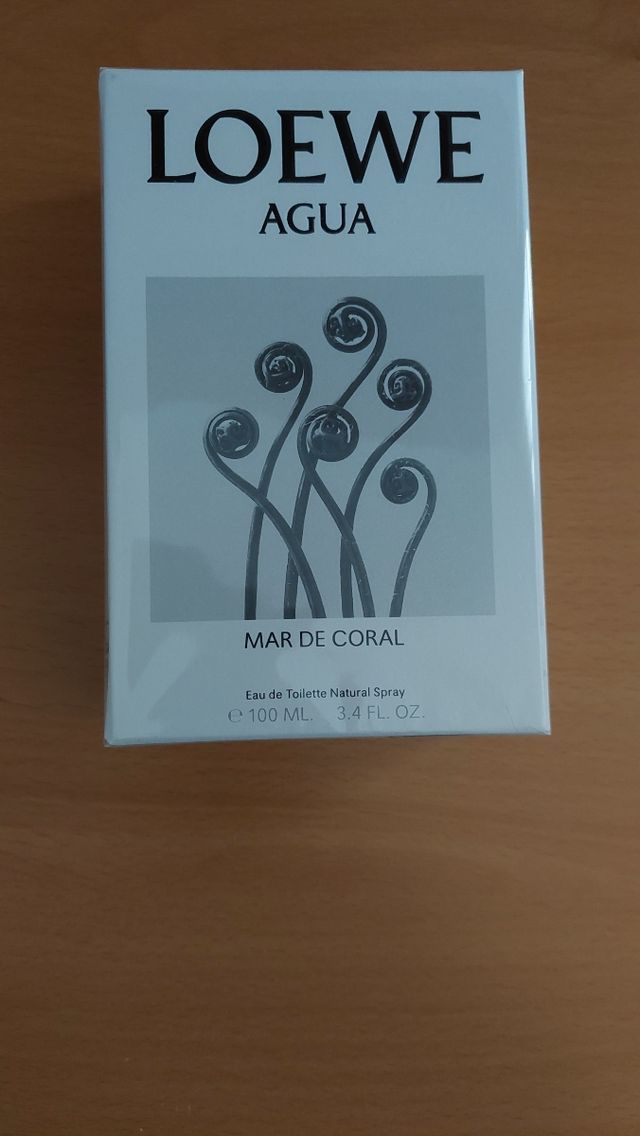 LOEWE
AGUA
MAR DE CORAL
Eau de Toilette Natural Spray
℮ 100 ML. 3.4 FL. OZ.